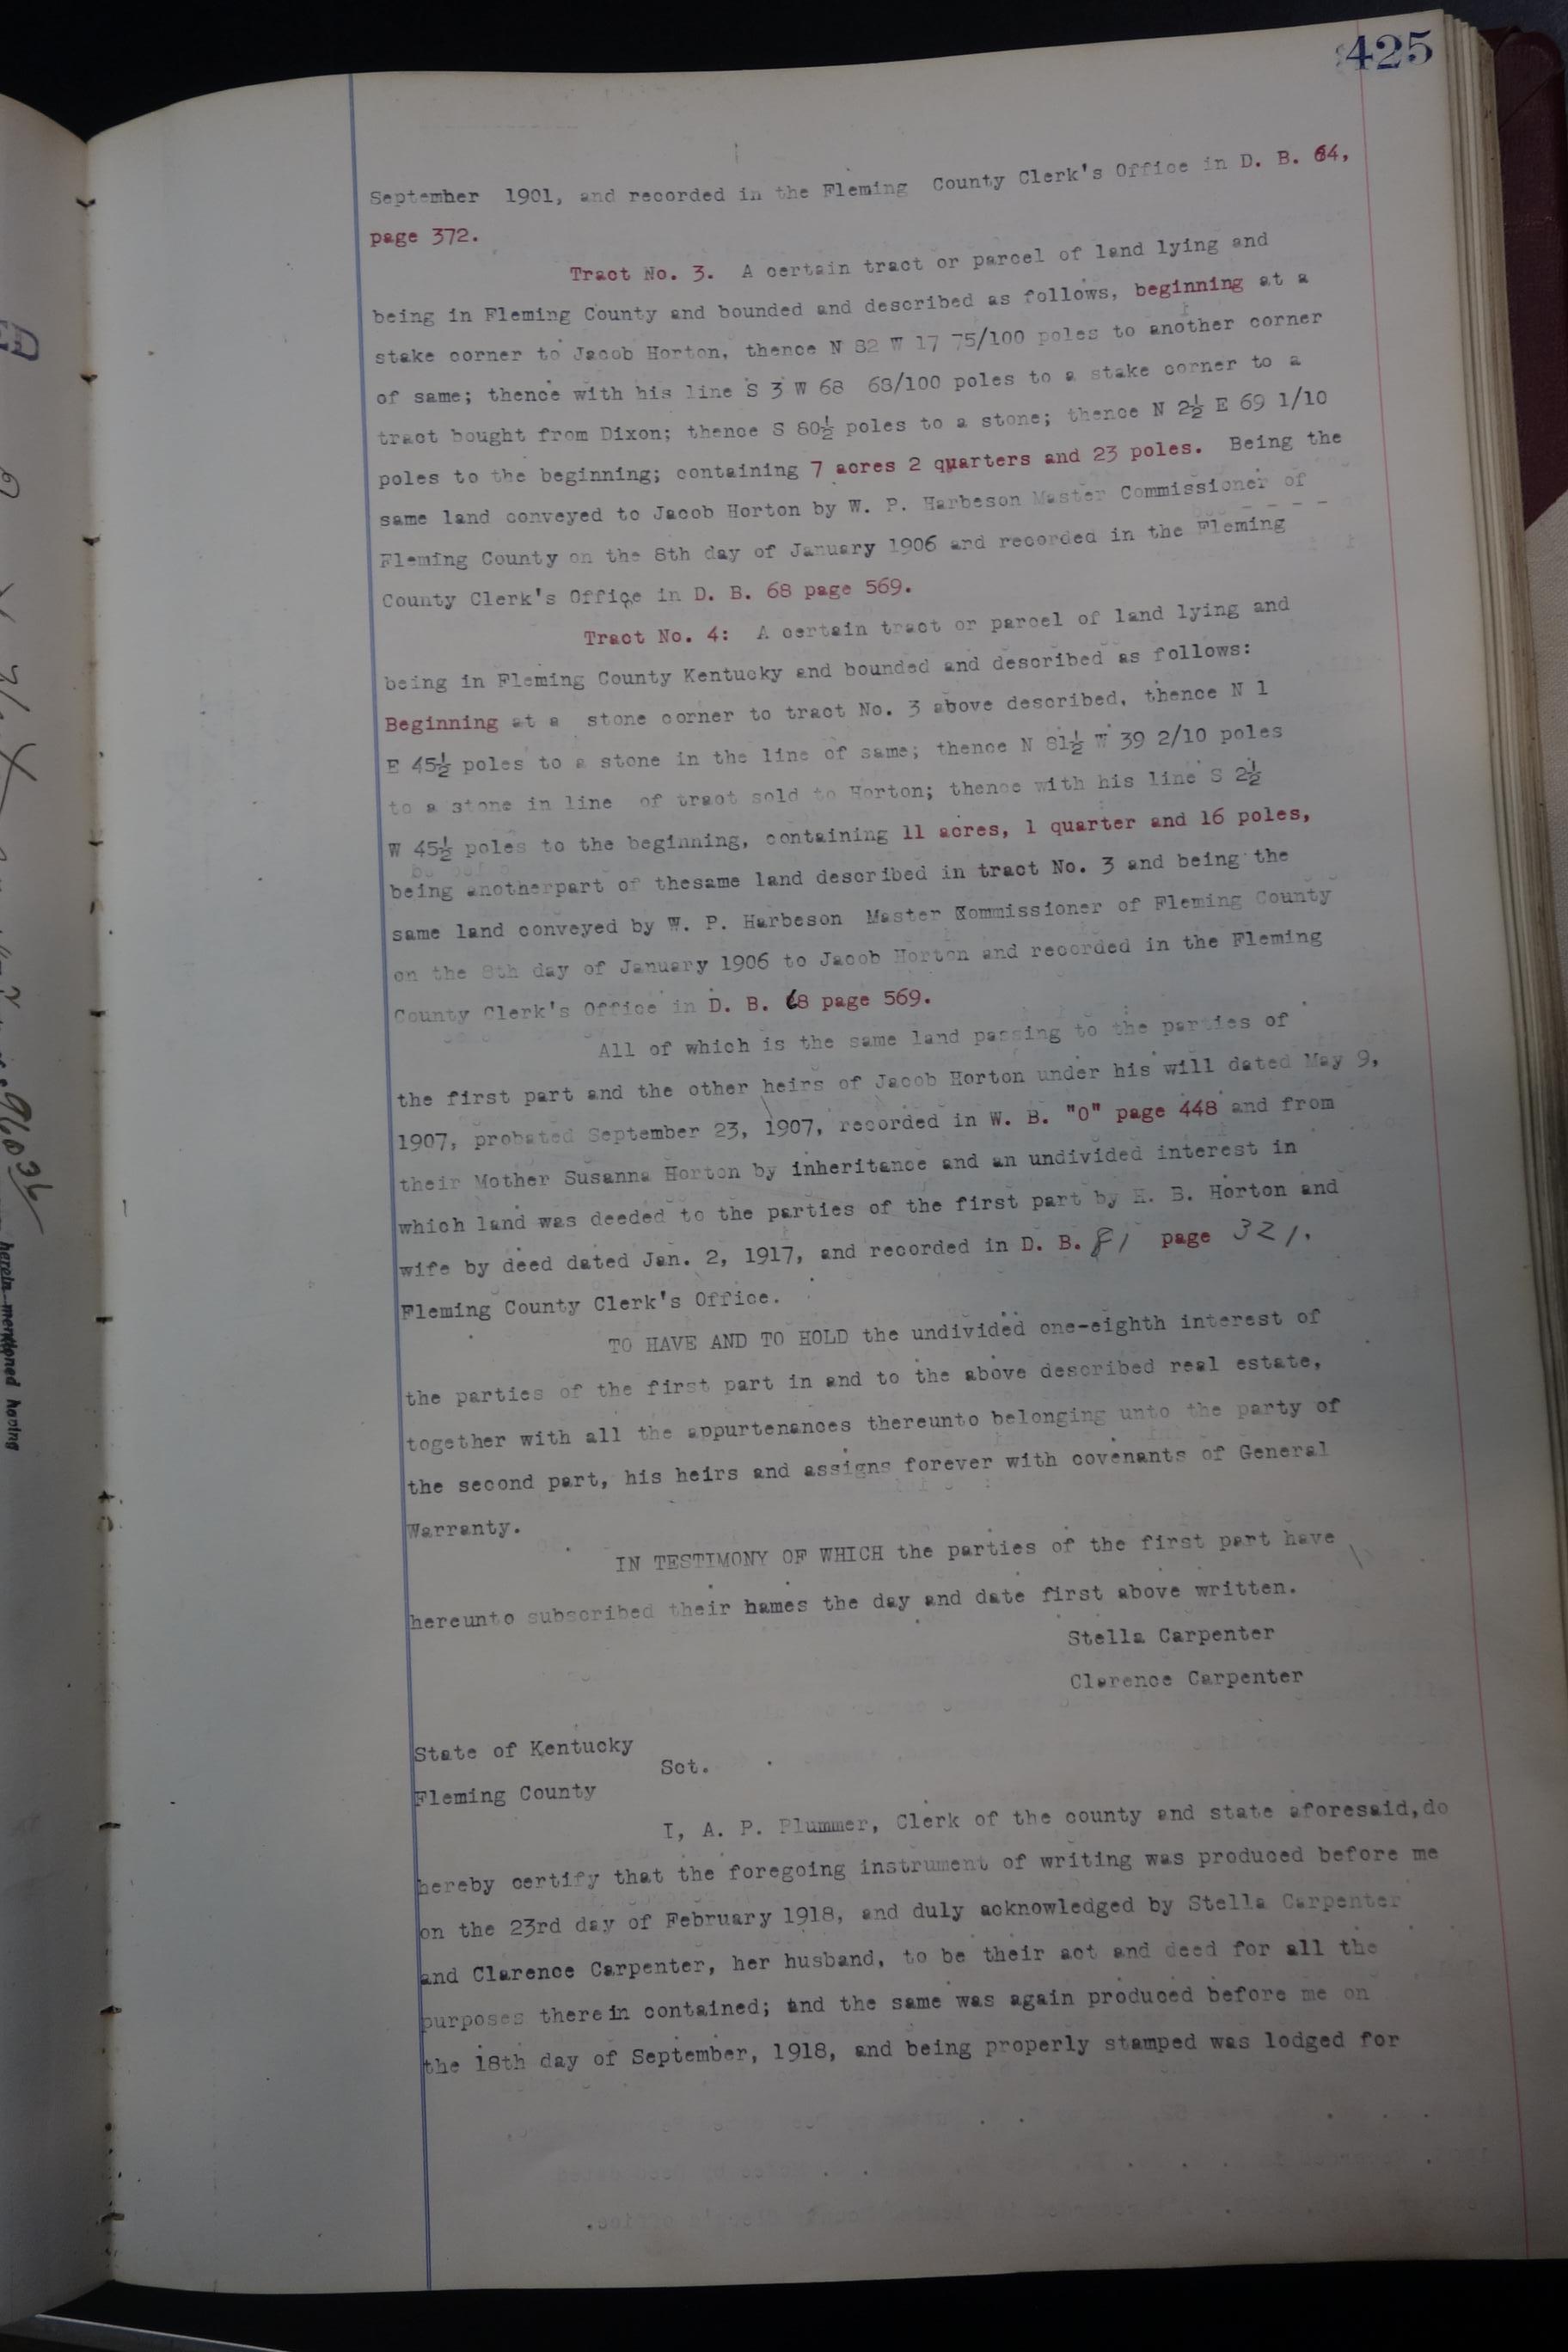 425
September 1901, and recorded in the Fleming County Clerk's Office in D. B. 64,
page 372.
Tract No. 3. A certain tract or parcel of land lying and
being in Fleming County and bounded and described as follows, beginning at a
stake corner to Jacob Horton, thence N 82 W 17 75/100 poles to another corner
of same; thence with his line S 3 W 68 68/100 poles to a stake corner to a
tract bought from Dixon; thence S 80½ poles to a stone; thence N 2½ E 69 1/10
poles to the beginning; containing 7 acres 2 quarters and 23 poles. Being the
same land conveyed to Jacob Horton by W. P. Harbeson Master Commissioner of
Fleming County on the 8th day of January 1906 and recorded in the Fleming
County Clerk's Office in D. B. 68 page 569.
Tract No. 4: A certain tract or parcel of land lying and
being in Fleming County Kentucky and bounded and described as follows:
Beginning at a stone corner to tract No. 3 above described, thence N 1
E 45½ poles to a stone in the line of same; thence N 81½ W 39 2/10 poles
to a stone in line of tract sold to Horton; thence with his line S 2½
W 45½ poles to the beginning, containing 11 acres, 1 quarter and 16 poles,
being anotherpart of thesame land described in tract No. 3 and being the
same land conveyed by W. P. Harbeson Master Kommissioner of Fleming County
on the 8th day of January 1906 to Jacob Horton and recorded in the Fleming
County Clerk's Office in D. B. 68 page 569.
All of which is the same land passing to the parties of
the first part and the other heirs of Jacob Horton under his will dated May 9,
1907, probated September 23, 1907, recorded in W. B. "O" page 448 and from
their Mother Susanna Horton by inheritance and an undivided interest in
which land was deeded to the parties of the first part by H. B. Horton and
wife by deed dated Jan. 2, 1917, and recorded in D. B. 81 page 321.
Fleming County Clerk's Office.
TO HAVE AND TO HOLD the undivided one-eighth interest of
the parties of the first part in and to the above described real estate,
together with all the appurtenances thereunto belonging unto the party of
the second part, his heirs and assigns forever with covenants of General
Warranty.
IN TESTIMONY OF WHICH the parties of the first part have
hereunto subscribed their names the day and date first above written.
Stella Carpenter
Clarence Carpenter
State of Kentucky
Sct.
Fleming County
I, A. P. Plummer, Clerk of the county and state aforesaid,do
hereby certify that the foregoing instrument of writing was produced before me
on the 23rd day of February 1918, and duly acknowledged by Stella Carpenter
and Clarence Carpenter, her husband, to be their act and deed for all the
purposes therein contained; and the same was again produced before me on
the 18th day of September, 1918, and being properly stamped was lodged for
herein mentioned having